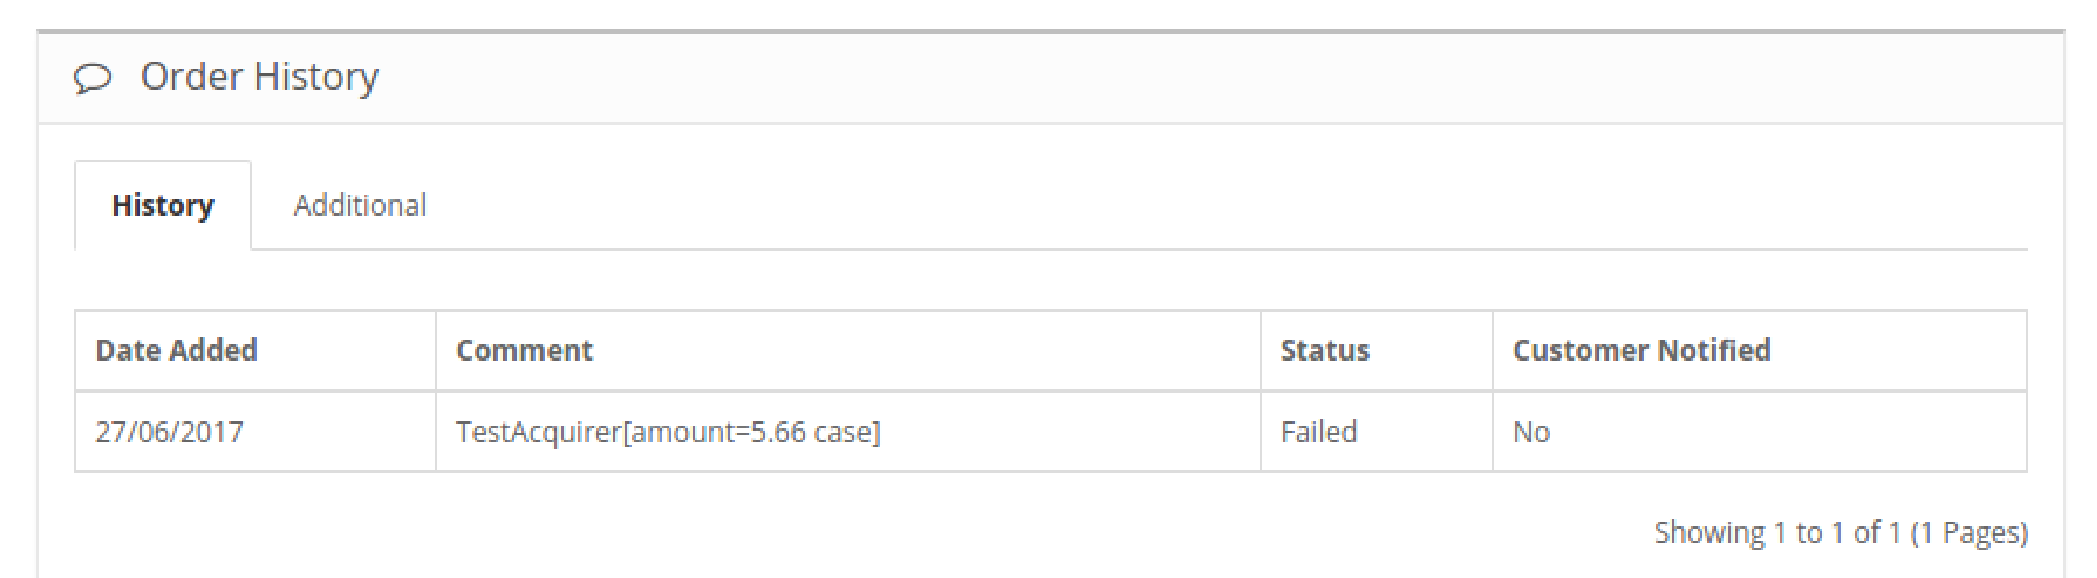 Order History
History Additional
Date Added Comment Status Customer Notified
27/06/2017 TestAcquirer[amount=5.66 case] Failed No
Showing 1 to 1 of 1 (1 Pages)